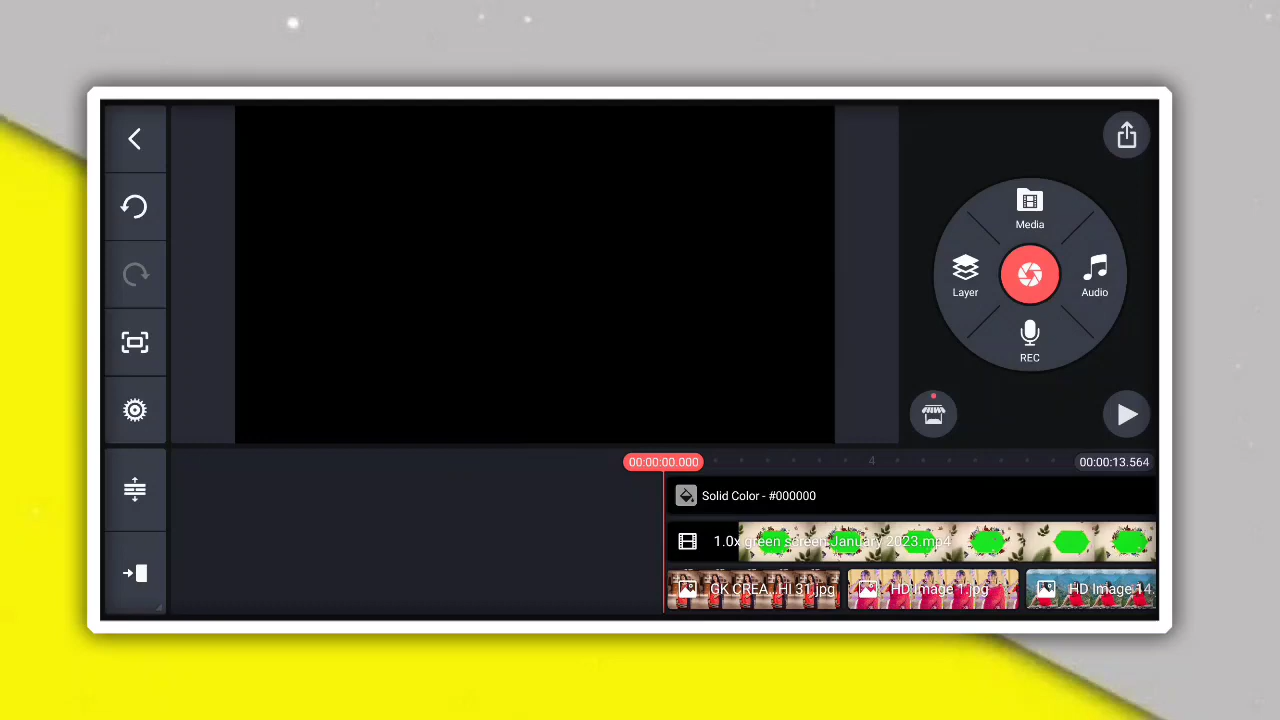 Media
Layer
Audio
REC
00:00:00.000
4
00:00:13.564
Solid Color - #000000
1.0x green screen January 2023.mp4
GK CREA...HI 31.jpg
HD Image 1.jpg
HD Image 14.